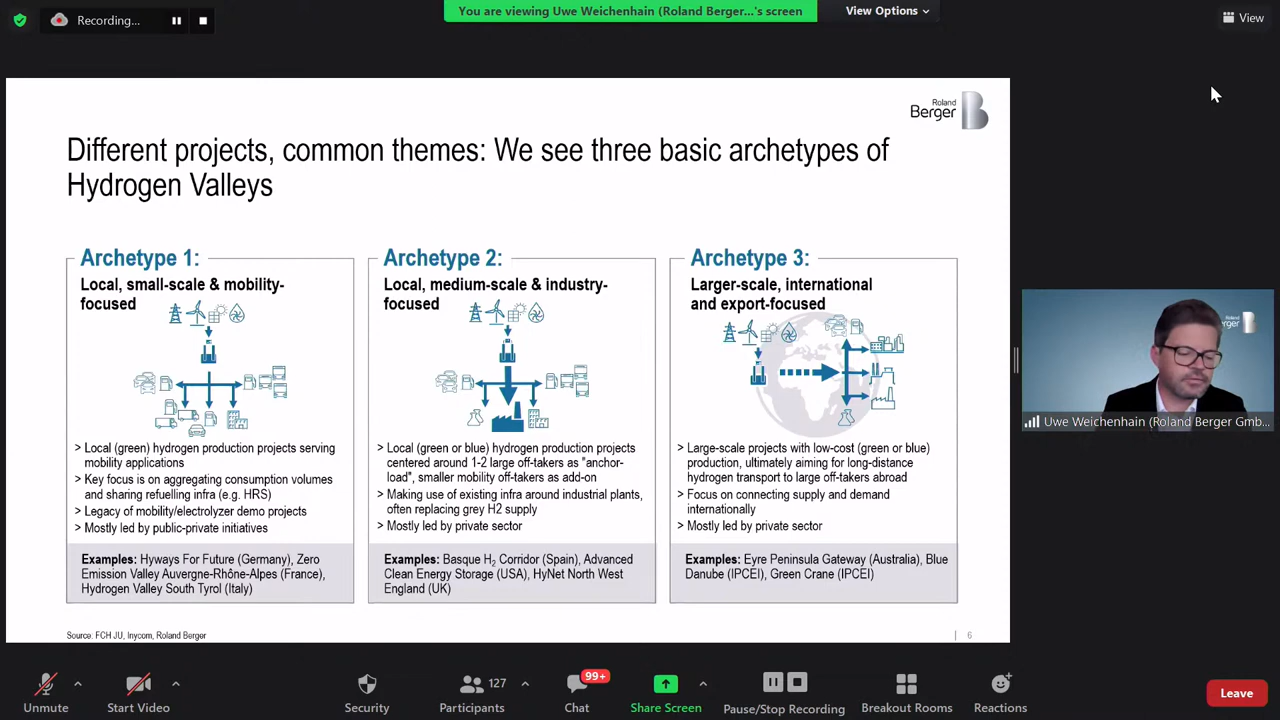 Recording...
You are viewing Uwe Weichenhain (Roland Berger...'s screen
View Options
View
Roland
Berger
Different projects, common themes: We see three basic archetypes of
Hydrogen Valleys
Archetype 1:
Local, small-scale & mobility-
focused
> Local (green) hydrogen production projects serving
mobility applications
> Key focus is on aggregating consumption volumes
and sharing refuelling infra (e.g. HRS)
> Legacy of mobility/electrolyzer demo projects
> Mostly led by public-private initiatives
Examples: Hyways For Future (Germany), Zero
Emission Valley Auvergne-Rhône-Alpes (France),
Hydrogen Valley South Tyrol (Italy)
Archetype 2:
Local, medium-scale & industry-
focused
> Local (green or blue) hydrogen production projects
centered around 1-2 large off-takers as "anchor-
load", smaller mobility off-takers as add-on
> Making use of existing infra around industrial plants,
often replacing grey H2 supply
> Mostly led by private sector
Examples: Basque H2 Corridor (Spain), Advanced
Clean Energy Storage (USA), HyNet North West
England (UK)
Archetype 3:
Larger-scale, international
and export-focused
> Large-scale projects with low-cost (green or blue)
production, ultimately aiming for long-distance
hydrogen transport to large off-takers abroad
> Focus on connecting supply and demand
internationally
> Mostly led by private sector
Examples: Eyre Peninsula Gateway (Australia), Blue
Danube (IPCEI), Green Crane (IPCEI)
Source: FCH JU, Inycom, Roland Berger
6
Uwe Weichenhain (Roland Berger Gmb...
Unmute
Start Video
Security
Participants
127
Chat
99+
Share Screen
Pause/Stop Recording
Breakout Rooms
Reactions
Leave